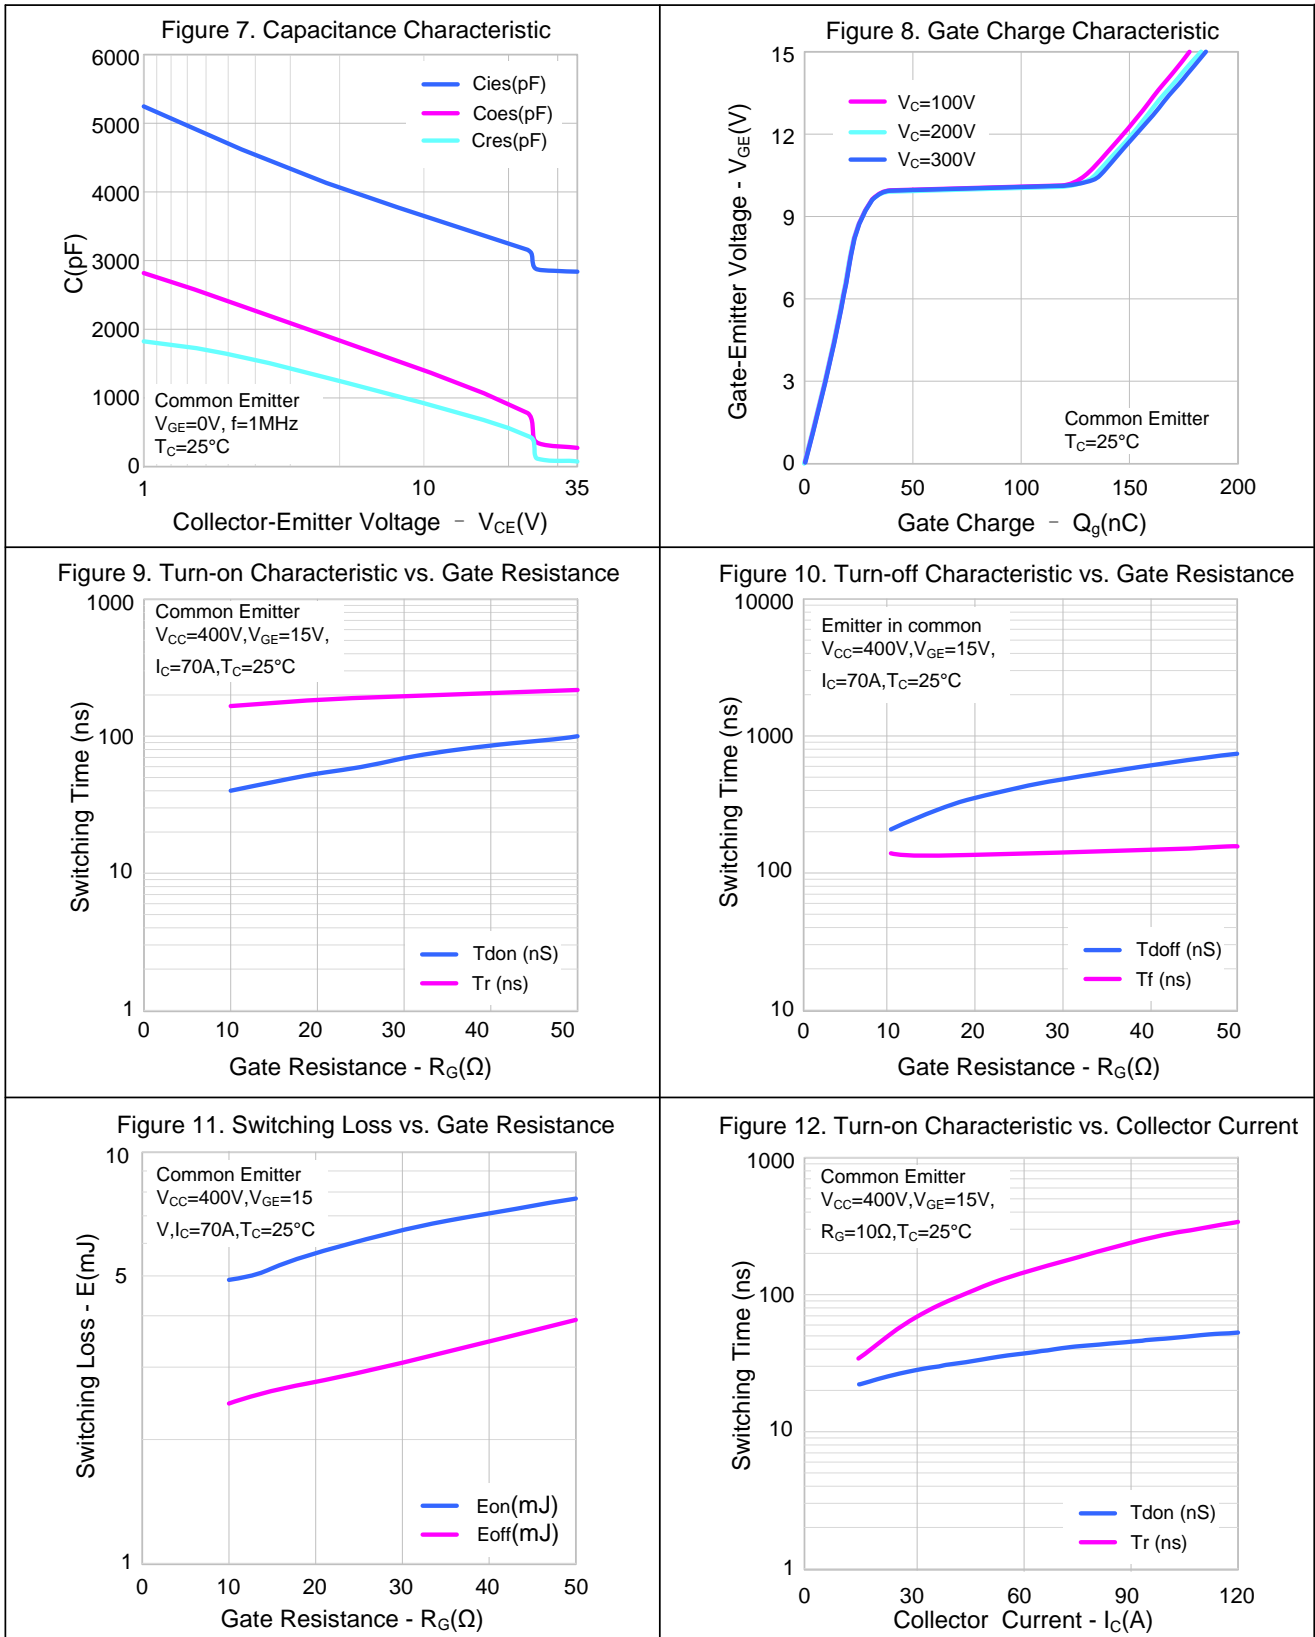 Figure 7. Capacitance Characteristic
6000
5000
4000
3000
2000
1000
0
C(pF)
Cies(pF)
Coes(pF)
Cres(pF)
Common Emitter
VGE=0V, f=1MHz
TC=25°C
1
10
35
Collector-Emitter Voltage － VCE(V)
Figure 8. Gate Charge Characteristic
15
12
9
6
3
0
Gate-Emitter Voltage - VGE(V)
VC=100V
VC=200V
VC=300V
Common Emitter
TC=25°C
0
50
100
150
200
Gate Charge － Qg(nC)
Figure 9. Turn-on Characteristic vs. Gate Resistance
1000
100
10
1
Switching Time (ns)
Common Emitter
VCC=400V,VGE=15V,
IC=70A,TC=25°C
Tdon (nS)
Tr (ns)
0
10
20
30
40
50
Gate Resistance - RG(Ω)
Figure 10. Turn-off Characteristic vs. Gate Resistance
10000
1000
100
10
Switching Time (ns)
Emitter in common
VCC=400V,VGE=15V,
IC=70A,TC=25°C
Tdoff (nS)
Tf (ns)
0
10
20
30
40
50
Gate Resistance - RG(Ω)
Figure 11. Switching Loss vs. Gate Resistance
10
5
1
Switching Loss - E(mJ)
Common Emitter
VCC=400V,VGE=15
V,IC=70A,TC=25°C
Eon(mJ)
Eoff(mJ)
0
10
20
30
40
50
Gate Resistance - RG(Ω)
Figure 12. Turn-on Characteristic vs. Collector Current
1000
100
10
1
Switching Time (ns)
Common Emitter
VCC=400V,VGE=15V,
RG=10Ω,TC=25°C
Tdon (nS)
Tr (ns)
0
30
60
90
120
Collector Current - IC(A)